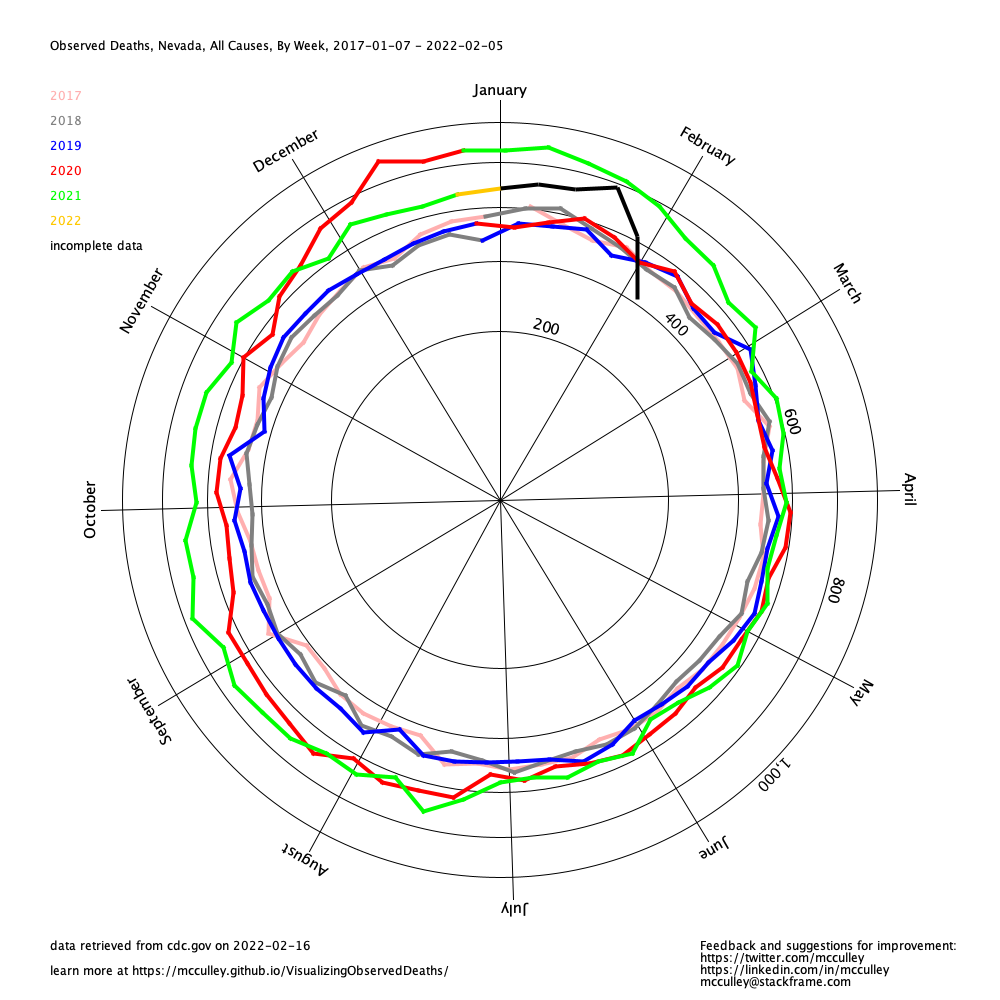 Observed Deaths, Nevada, All Causes, By Week, 2017-01-07 - 2022-02-05
2017
2018
2019
2020
2021
2022
incomplete data
January
February
March
April
May
June
July
August
September
October
November
December
200
400
600
800
1,000
data retrieved from cdc.gov on 2022-02-16
learn more at https://mcculley.github.io/VisualizingObservedDeaths/
Feedback and suggestions for improvement:
https://twitter.com/mcculley
https://linkedin.com/in/mcculley
mcculley@stackframe.com